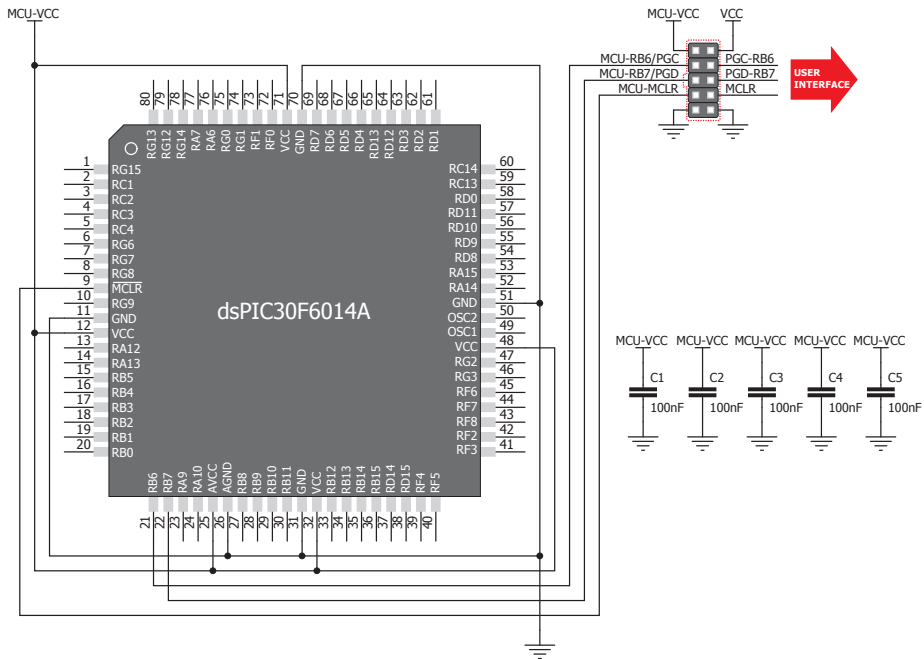 MCU-VCC
MCU-VCC VCC
MCU-RB6/PGC PGC-RB6
MCU-RB7/PGD PGD-RB7
MCU-MCLR MCLR
USER
INTERFACE
80 79 78 77 76 75 74 73 72 71 70 69 68 67 66 65 64 63 62 61
RG13 RG12 RG14 RA7 RA6 RG0 RG1 RF1 RF0 VCC GND RD7 RD6 RD5 RD4 RD13 RD12 RD3 RD2 RD1
1 RG15
2 RC1
3 RC2
4 RC3
5 RC4
6 RG6
7 RG7
8 RG8
9 MCLR
10 RG9
11 GND
12 VCC
13 RA12
14 RA13
15 RB5
16 RB4
17 RB3
18 RB2
19 RB1
20 RB0
dsPIC30F6014A
RC14 60
RC13 59
RD0 58
RD11 57
RD10 56
RD9 55
RD8 54
RA15 53
RA14 52
GND 51
OSC2 50
OSC1 49
VCC 48
RG2 47
RG3 46
RF6 45
RF7 44
RF8 43
RF2 42
RF3 41
RB6 RB7 RA9 RA10 AVCC AGND RB8 RB9 RB10 RB11 GND VCC RB12 RB13 RB14 RB15 RD14 RD15 RF4 RF5
21 22 23 24 25 26 27 28 29 30 31 32 33 34 35 36 37 38 39 40
MCU-VCC MCU-VCC MCU-VCC MCU-VCC MCU-VCC
C1 C2 C3 C4 C5
100nF 100nF 100nF 100nF 100nF